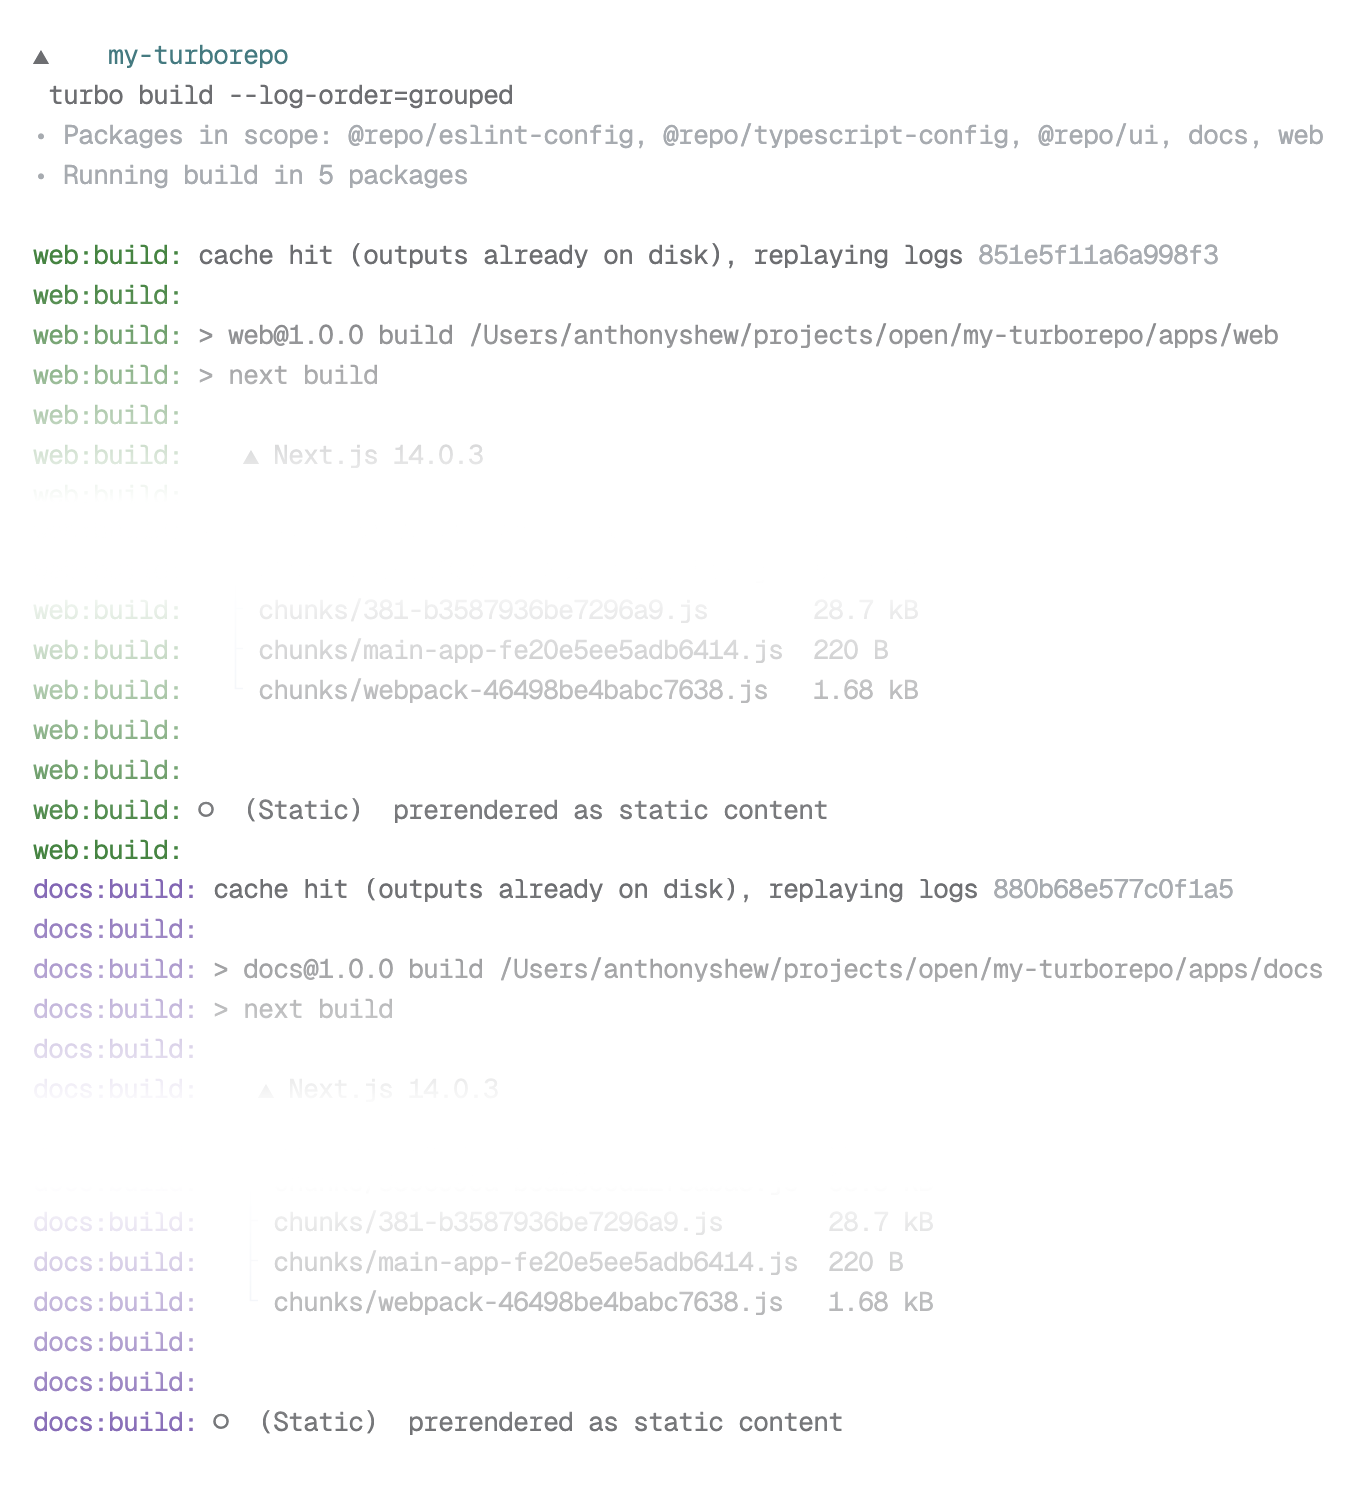 ▲ my-turborepo
turbo build --log-order=grouped
• Packages in scope: @repo/eslint-config, @repo/typescript-config, @repo/ui, docs, web
• Running build in 5 packages
web:build: cache hit (outputs already on disk), replaying logs 851e5f11a6a998f3
web:build:
web:build: > web@1.0.0 build /Users/anthonyshew/projects/open/my-turborepo/apps/web
web:build: > next build
web:build:
web:build: ▲ Next.js 14.0.3
web:build:
web:build: chunks/381-b3587936be7296a9.js 28.7 kB
web:build: chunks/main-app-fe20e5ee5adb6414.js 220 B
web:build: └ chunks/webpack-46498be4babc7638.js 1.68 kB
web:build:
web:build:
web:build: ○ (Static) prerendered as static content
web:build:
docs:build: cache hit (outputs already on disk), replaying logs 880b68e577c0f1a5
docs:build:
docs:build: > docs@1.0.0 build /Users/anthonyshew/projects/open/my-turborepo/apps/docs
docs:build: > next build
docs:build:
docs:build: ▲ Next.js 14.0.3
docs:build: chunks/381-b3587936be7296a9.js 28.7 kB
docs:build: chunks/main-app-fe20e5ee5adb6414.js 220 B
docs:build: └ chunks/webpack-46498be4babc7638.js 1.68 kB
docs:build:
docs:build:
docs:build: ○ (Static) prerendered as static content